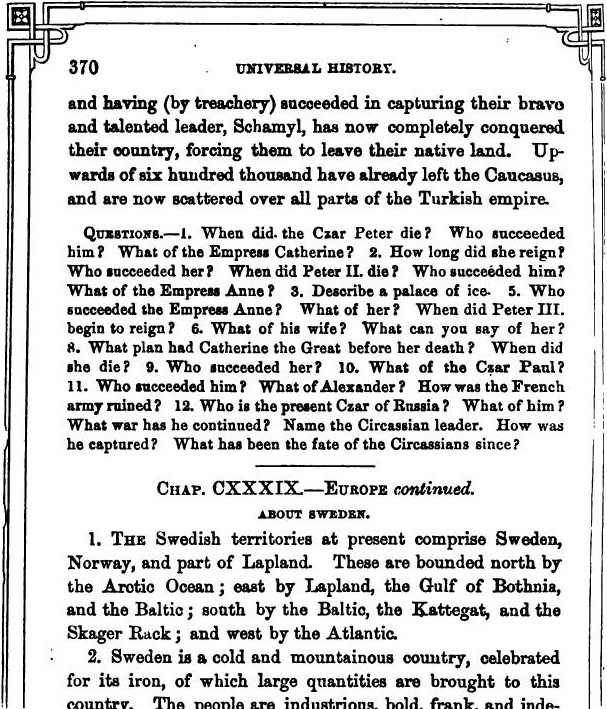 370 UNIVERSAL HISTORY.
and having (by treachery) succeeded in capturing their brave
and talented leader, Schamyl, has now completely conquered
their country, forcing them to leave their native land. Up-
wards of six hundred thousand have already left the Caucasus,
and are now scattered over all parts of the Turkish empire.
QUESTIONS.—1. When did the Czar Peter die? Who succeeded
him? What of the Empress Catherine? 2. How long did she reign?
Who succeeded her? When did Peter II. die? Who succeeded him?
What of the Empress Anne? 3. Describe a palace of ice. 5. Who
succeeded the Empress Anne? What of her? When did Peter III.
begin to reign? 6. What of his wife? What can you say of her?
8. What plan had Catherine the Great before her death? When did
she die? 9. Who succeeded her? 10. What of the Czar Paul?
11. Who succeeded him? What of Alexander? How was the French
army ruined? 12. Who is the present Czar of Russia? What of him?
What war has he continued? Name the Circassian leader. How was
he captured? What has been the fate of the Circassians since?
CHAP. CXXXIX.—EUROPE continued.
ABOUT SWEDEN.
1. THE Swedish territories at present comprise Sweden,
Norway, and part of Lapland. These are bounded north by
the Arctic Ocean; east by Lapland, the Gulf of Bothnia,
and the Baltic; south by the Baltic, the Kattegat, and the
Skager Rack; and west by the Atlantic.
2. Sweden is a cold and mountainous country, celebrated
for its iron, of which large quantities are brought to this
country. The people are industrious, bold, frank, and inde-